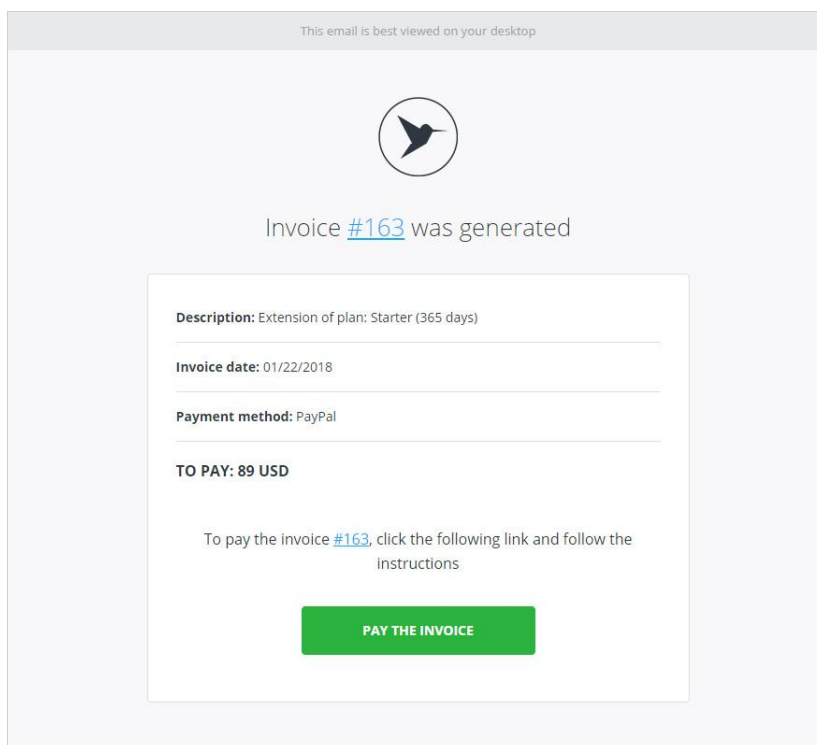 This email is best viewed on your desktop
Invoice #163 was generated
Description: Extension of plan: Starter (365 days)
Invoice date: 01/22/2018
Payment method: PayPal
TO PAY: 89 USD
To pay the invoice #163, click the following link and follow the
instructions
PAY THE INVOICE